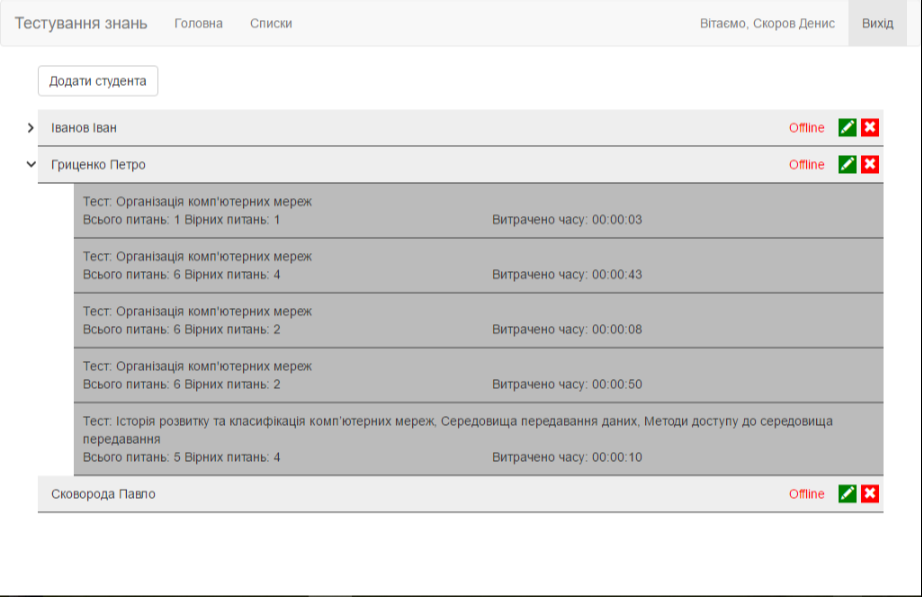 Тестування знань Головна Списки Вітаємо, Скоров Денис Вихід
Додати студента
Іванов Іван Offline
Гриценко Петро Offline
Тест: Організація комп'ютерних мереж
Всього питань: 1 Вірних питань: 1 Витрачено часу: 00:00:03
Тест: Організація комп'ютерних мереж
Всього питань: 6 Вірних питань: 4 Витрачено часу: 00:00:43
Тест: Організація комп'ютерних мереж
Всього питань: 6 Вірних питань: 2 Витрачено часу: 00:00:08
Тест: Організація комп'ютерних мереж
Всього питань: 6 Вірних питань: 2 Витрачено часу: 00:00:50
Тест: Історія розвитку та класифікація комп'ютерних мереж, Середовища передавання даних, Методи доступу до середовища
передавання
Всього питань: 5 Вірних питань: 4 Витрачено часу: 00:00:10
Сковорода Павло Offline